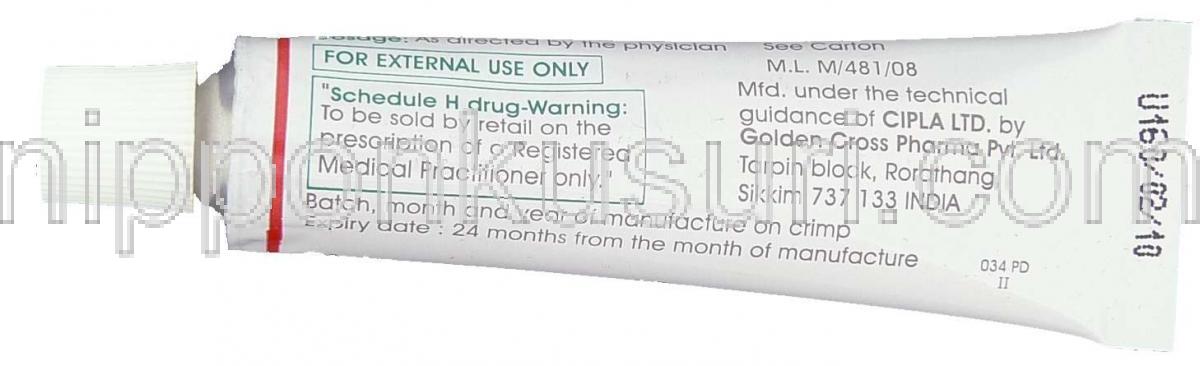 Dosage: As directed by the physician
FOR EXTERNAL USE ONLY
"Schedule H drug-Warning:
To be sold by retail on the
prescription of a Registered
Medical Practitioner only."
Batch, month and year of manufacture on crimp
Expiry date : 24 months from the month of manufacture
See Carton
M.L. M/481/08
Mfd. under the technical
guidance of CIPLA LTD. by
Golden Cross Pharma Pvt. Ltd.
Tarpin block, Rorathang
Sikkim 737 133 INDIA
034 PD
II
02/10
nipponkusuri.com